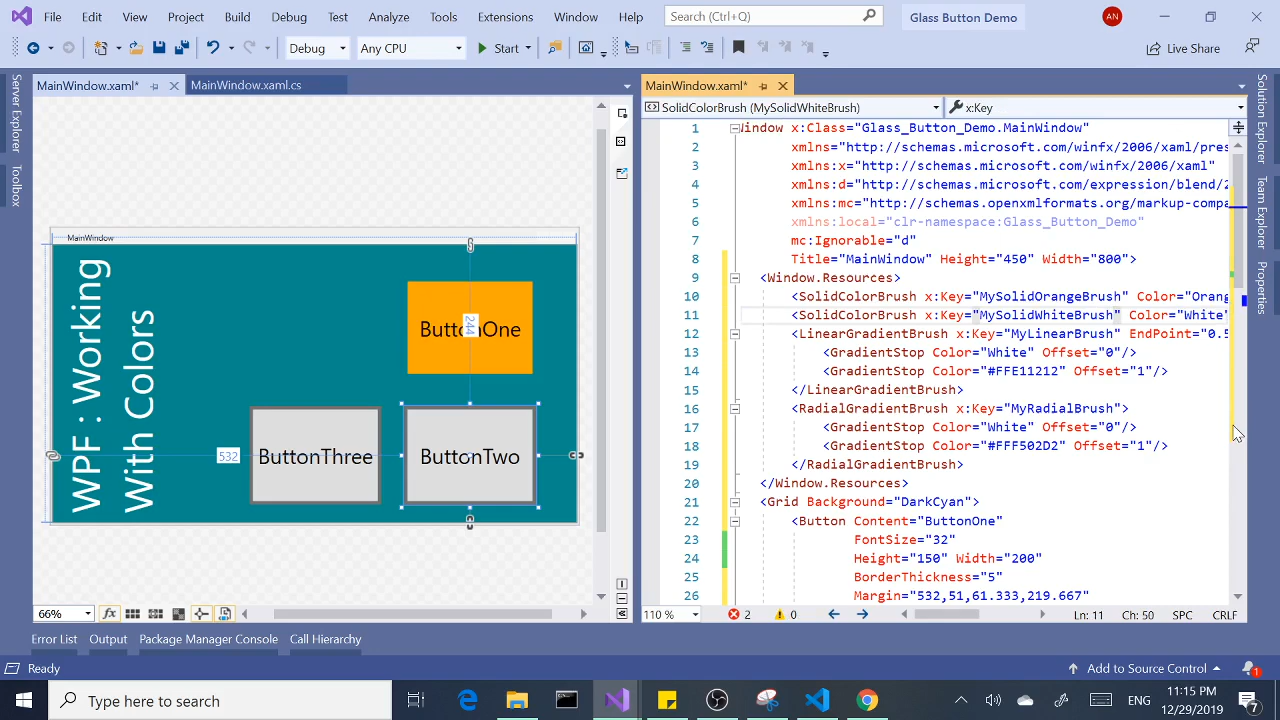 File Edit View Project Build Debug Test Analyze Tools Extensions Window Help Search (Ctrl+Q) Glass Button Demo AN
Debug Any CPU Start Live Share
Server Explorer
Toolbox
MainWindow.xaml* MainWindow.xaml.cs
MainWindow
WPF : Working
With Colors
ButtonOne
244
532
ButtonThree
ButtonTwo
66% fx
MainWindow.xaml*
SolidColorBrush (MySolidWhiteBrush) x:Key
1 indow x:Class="Glass_Button_Demo.MainWindow"
2 xmlns="http://schemas.microsoft.com/winfx/2006/xaml/pres
3 xmlns:x="http://schemas.microsoft.com/winfx/2006/xaml"
4 xmlns:d="http://schemas.microsoft.com/expression/blend/2
5 xmlns:mc="http://schemas.openxmlformats.org/markup-compa
6 xmlns:local="clr-namespace:Glass_Button_Demo"
7 mc:Ignorable="d"
8 Title="MainWindow" Height="450" Width="800">
9 <Window.Resources>
10 <SolidColorBrush x:Key="MySolidOrangeBrush" Color="Orang
11 <SolidColorBrush x:Key="MySolidWhiteBrush" Color="White"
12 <LinearGradientBrush x:Key="MyLinearBrush" EndPoint="0.5
13 <GradientStop Color="White" Offset="0"/>
14 <GradientStop Color="#FFE11212" Offset="1"/>
15 </LinearGradientBrush>
16 <RadialGradientBrush x:Key="MyRadialBrush">
17 <GradientStop Color="White" Offset="0"/>
18 <GradientStop Color="#FFF502D2" Offset="1"/>
19 </RadialGradientBrush>
20 </Window.Resources>
21 <Grid Background="DarkCyan">
22 <Button Content="ButtonOne"
23 FontSize="32"
24 Height="150" Width="200"
25 BorderThickness="5"
26 Margin="532,51,61.333,219.667"
110 % 2 0 Ln: 11 Ch: 50 SPC CRLF
Solution Explorer
Team Explorer
Properties
Error List Output Package Manager Console Call Hierarchy
Ready Add to Source Control 1
Type here to search ENG 11:15 PM
12/29/2019 7